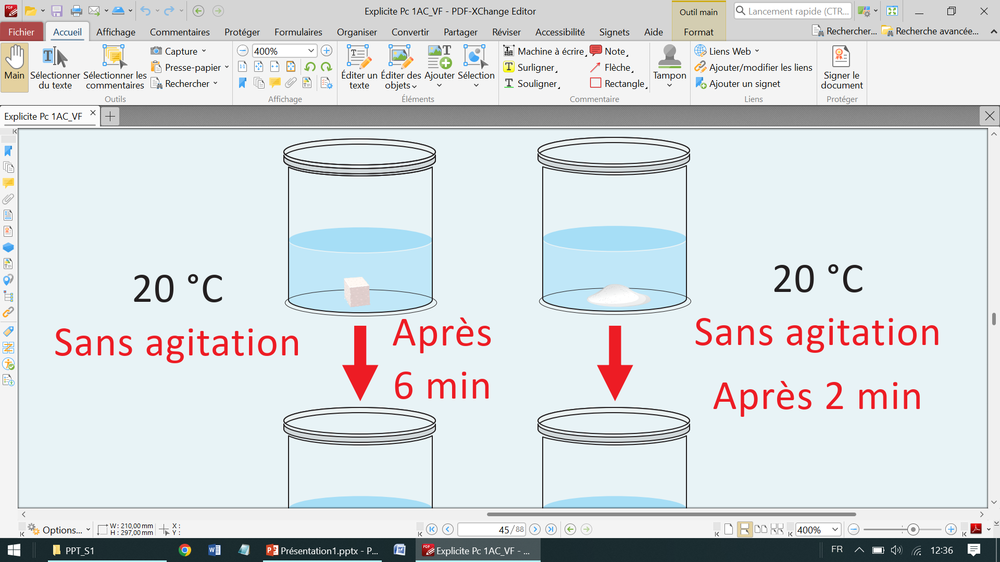 Explicite Pc 1AC_VF - PDF-XChange Editor
Outil main
Lancement rapide (CTR...
Fichier
Accueil
Affichage
Commentaires
Protéger
Formulaires
Organiser
Convertir
Partager
Réviser
Accessibilité
Signets
Aide
Format
Rechercher...
Recherche avancée...
Main
Sélectionner du texte
Sélectionner les commentaires
Capture
Presse-papier
Rechercher
Outils
400%
Affichage
Éditer un texte
Éditer des objets
Ajouter
Sélection
Éléments
Machine à écrire
Surligner
Souligner
Note
Flèche
Rectangle
Tampon
Commentaire
Liens Web
Ajouter/modifier les liens
Ajouter un signet
Liens
Signer le document
Protéger
Explicite Pc 1AC_VF
20 °C
Sans agitation
Après
6 min
20 °C
Sans agitation
Après 2 min
Options...
W : 210,00 mm
H : 297,00 mm
X :
Y :
45 / 88
400%
PPT_S1
Présentation1.pptx - P...
Explicite Pc 1AC_VF - ...
FR
12:36